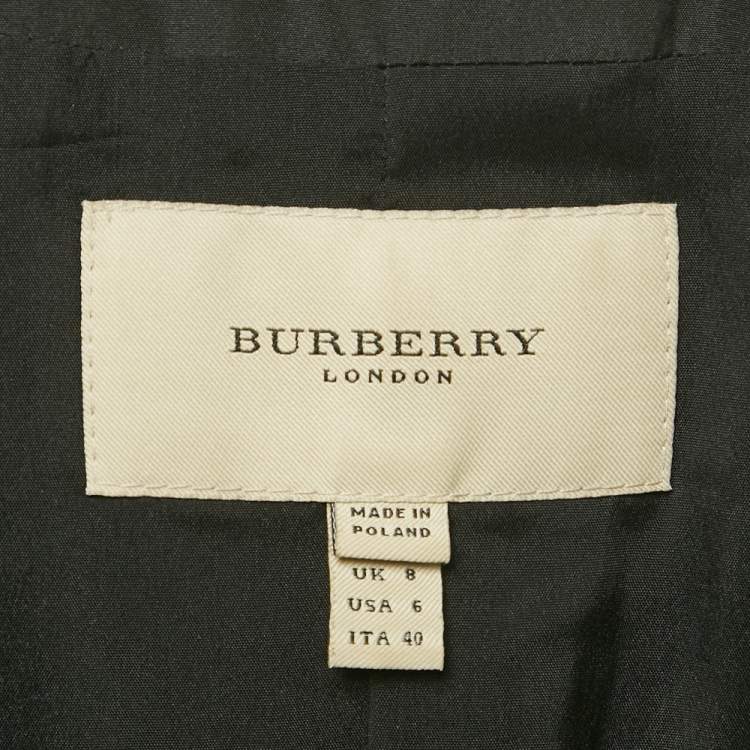 BURBERRY
LONDON
MADE IN
POLAND
UK 8
USA 6
ITA 40